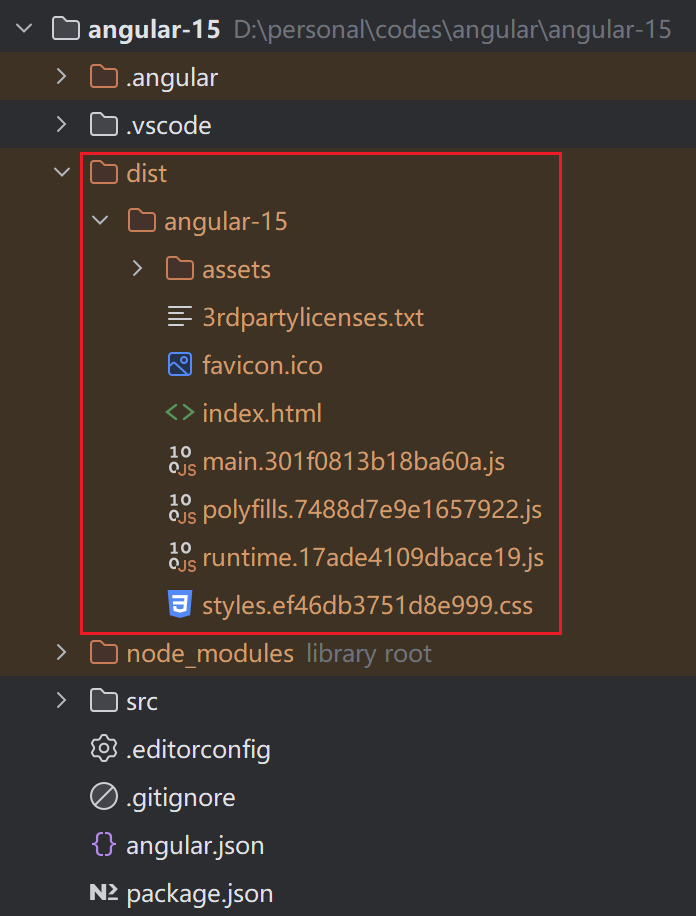 angular-15 D:\personal\codes\angular\angular-15
.angular
.vscode
dist
angular-15
assets
3rdpartylicenses.txt
favicon.ico
index.html
main.301f0813b18ba60a.js
polyfills.7488d7e9e1657922.js
runtime.17ade4109dbace19.js
styles.ef46db3751d8e999.css
node_modules library root
src
.editorconfig
.gitignore
angular.json
package.json